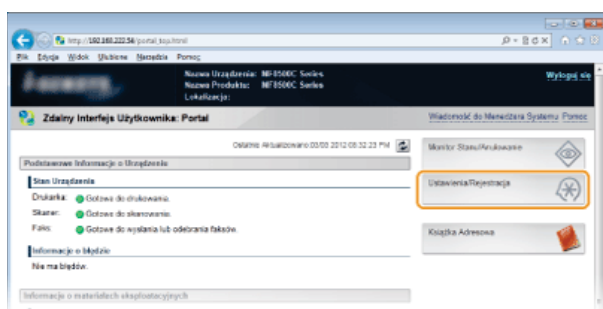 http://192.168.222.54/portal_top.html
Plik Edycja Widok Ulubione Narzędzia Pomoc
Nazwa Urządzenia: MF8500C Series
Nazwa Produktu: MF8500C Series
Lokalizacja:
Wyloguj się
Zdalny Interfejs Użytkownika: Portal
Wiadomość do Menedżera Systemu Pomoc
Ostatnio Aktualizowano 03/03 2012 08:32:23 PM
Monitor Stanu/Anulowanie
Podstawowe Informacje o Urządzeniu
Stan Urządzenia
Ustawienia/Rejestracja
Drukarka: Gotowe do drukowania.
Skaner: Gotowe do skanowania.
Faks: Gotowe do wysłania lub odebrania faksów.
Książka Adresowa
Informacje o błędzie
Nie ma błędów.
Informacje o materiałach eksploatacyjnych